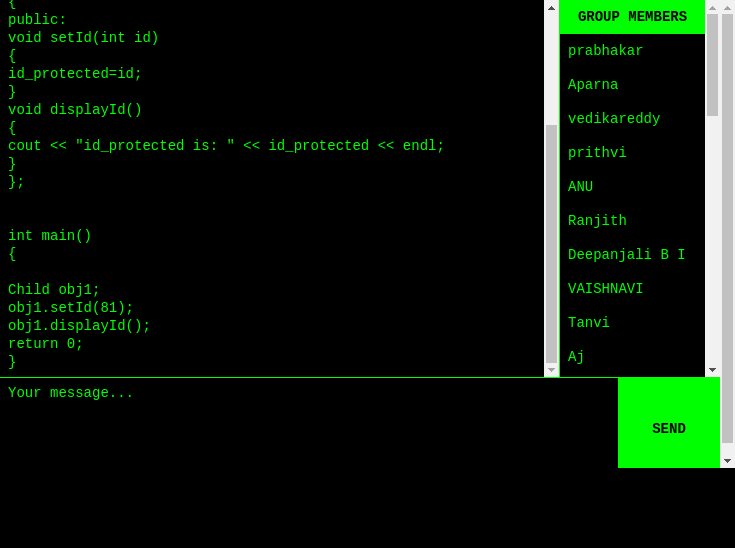 {
public:
void setId(int id)
{
id_protected=id;
}
void displayId()
{
cout << "id_protected is: " << id_protected << endl;
}
};
int main()
{
Child obj1;
obj1.setId(81);
obj1.displayId();
return 0;
}
GROUP MEMBERS
prabhakar
Aparna
vedikareddy
prithvi
ANU
Ranjith
Deepanjali B I
VAISHNAVI
Tanvi
Aj
Your message...
SEND